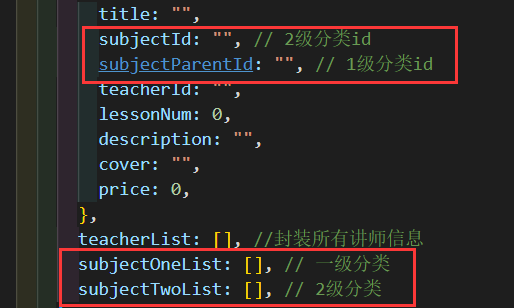 title: "",
subjectId: "", // 2级分类id
subjectParentId: "", // 1级分类id
teacherId: "",
lessonNum: 0,
description: "",
cover: "",
price: 0,
},
teacherList: [], //封装所有讲师信息
subjectOneList: [], // 一级分类
subjectTwoList: [], // 2级分类